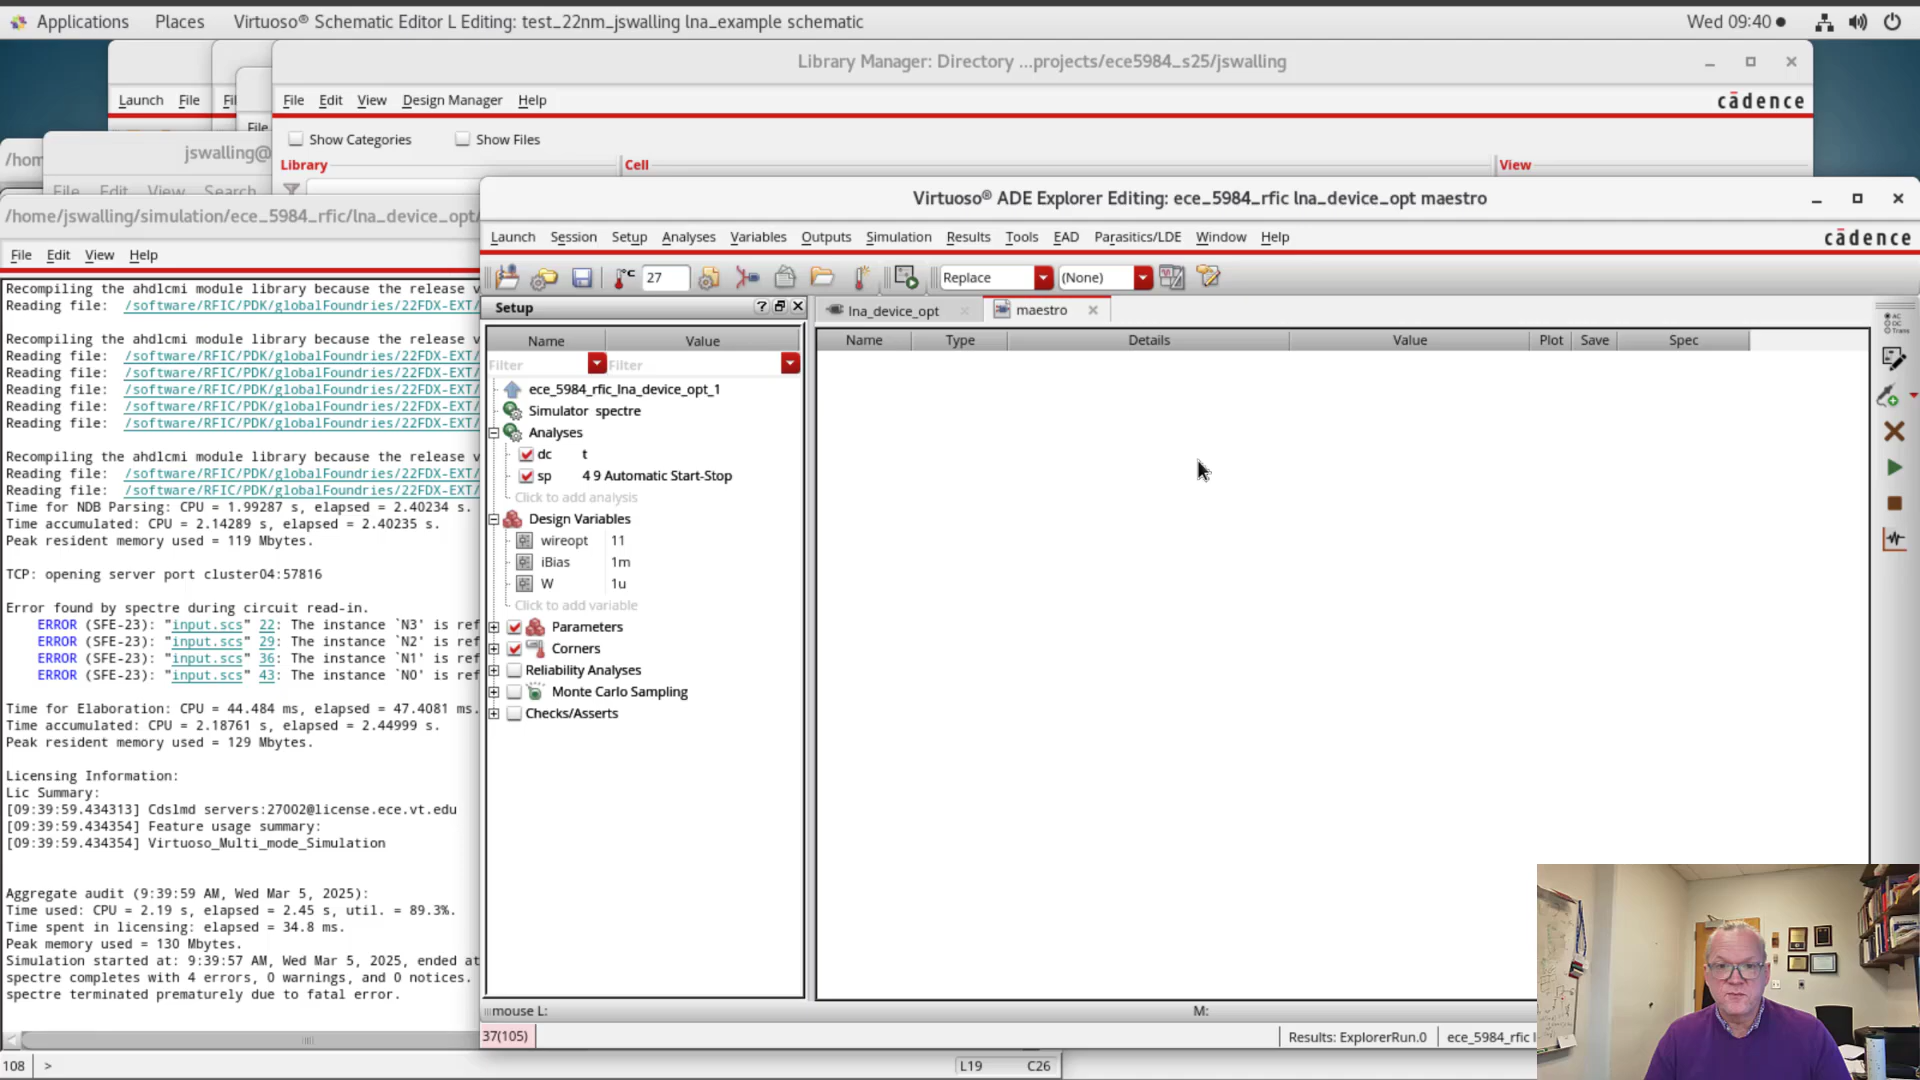 Applications Places Virtuoso® Schematic Editor L Editing: test_22nm_jswalling lna_example schematic Wed 09:40
Library Manager: Directory ...projects/ece5984_s25/jswalling
Launch File Fil File Edit View Design Manager Help cādence
File
Show Categories Show Files
/hom jswalling@
Library Cell View
File Edit View Search
Virtuoso® ADE Explorer Editing: ece_5984_rfic lna_device_opt maestro
/home/jswalling/simulation/ece_5984_rfic/lna_device_opt/
Launch Session Setup Analyses Variables Outputs Simulation Results Tools EAD Parasitics/LDE Window Help cādence
File Edit View Help
27 Replace (None)
Setup
lna_device_opt maestro
Name Value
Name Type Details Value Plot Save Spec
Filter Filter
ece_5984_rfic_lna_device_opt_1
Simulator spectre
Analyses
dc t
sp 4 9 Automatic Start-Stop
Click to add analysis
Design Variables
wireopt 11
iBias 1m
W 1u
Click to add variable
Parameters
Corners
Reliability Analyses
Monte Carlo Sampling
Checks/Asserts
AC
DC
Trans
Recompiling the ahdlcmi module library because the release v
Reading file: /software/RFIC/PDK/globalFoundries/22FDX-EXT/
Recompiling the ahdlcmi module library because the release v
Reading file: /software/RFIC/PDK/globalFoundries/22FDX-EXT/
Reading file: /software/RFIC/PDK/globalFoundries/22FDX-EXT/
Reading file: /software/RFIC/PDK/globalFoundries/22FDX-EXT/
Reading file: /software/RFIC/PDK/globalFoundries/22FDX-EXT/
Reading file: /software/RFIC/PDK/globalFoundries/22FDX-EXT/
Recompiling the ahdlcmi module library because the release v
Reading file: /software/RFIC/PDK/globalFoundries/22FDX-EXT/
Reading file: /software/RFIC/PDK/globalFoundries/22FDX-EXT/
Time for NDB Parsing: CPU = 1.99287 s, elapsed = 2.40234 s.
Time accumulated: CPU = 2.14289 s, elapsed = 2.40235 s.
Peak resident memory used = 119 Mbytes.
TCP: opening server port cluster04:57816
Error found by spectre during circuit read-in.
ERROR (SFE-23): "input.scs" 22: The instance `N3' is ref
ERROR (SFE-23): "input.scs" 29: The instance `N2' is ref
ERROR (SFE-23): "input.scs" 36: The instance `N1' is ref
ERROR (SFE-23): "input.scs" 43: The instance `N0' is ref
Time for Elaboration: CPU = 44.484 ms, elapsed = 47.4081 ms.
Time accumulated: CPU = 2.18761 s, elapsed = 2.44999 s.
Peak resident memory used = 129 Mbytes.
Licensing Information:
Lic Summary:
[09:39:59.434313] Cdslmd servers:27002@license.ece.vt.edu
[09:39:59.434354] Feature usage summary:
[09:39:59.434354] Virtuoso_Multi_mode_Simulation
Aggregate audit (9:39:59 AM, Wed Mar 5, 2025):
Time used: CPU = 2.19 s, elapsed = 2.45 s, util. = 89.3%.
Time spent in licensing: elapsed = 34.8 ms.
Peak memory used = 130 Mbytes.
Simulation started at: 9:39:57 AM, Wed Mar 5, 2025, ended at
spectre completes with 4 errors, 0 warnings, and 0 notices.
spectre terminated prematurely due to fatal error.
mouse L: M:
37(105) Results: ExplorerRun.0 ece_5984_rfic l
108 > L19 C26